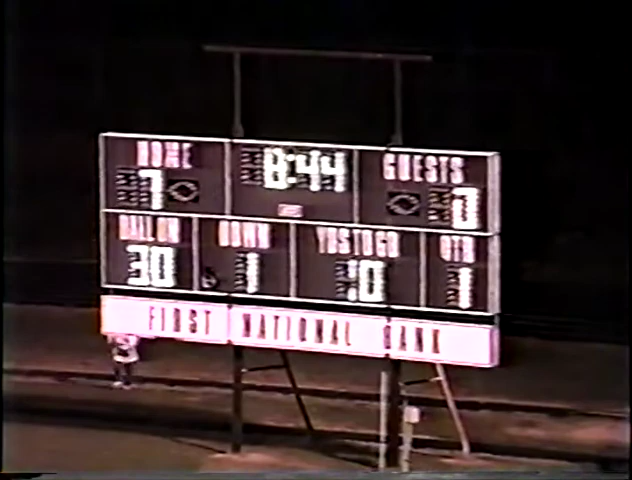 HOME 8:44 GUESTS
7 0
BALL ON DOWN YDS TO GO QTR
30 1 10 1
FIRST NATIONAL BANK